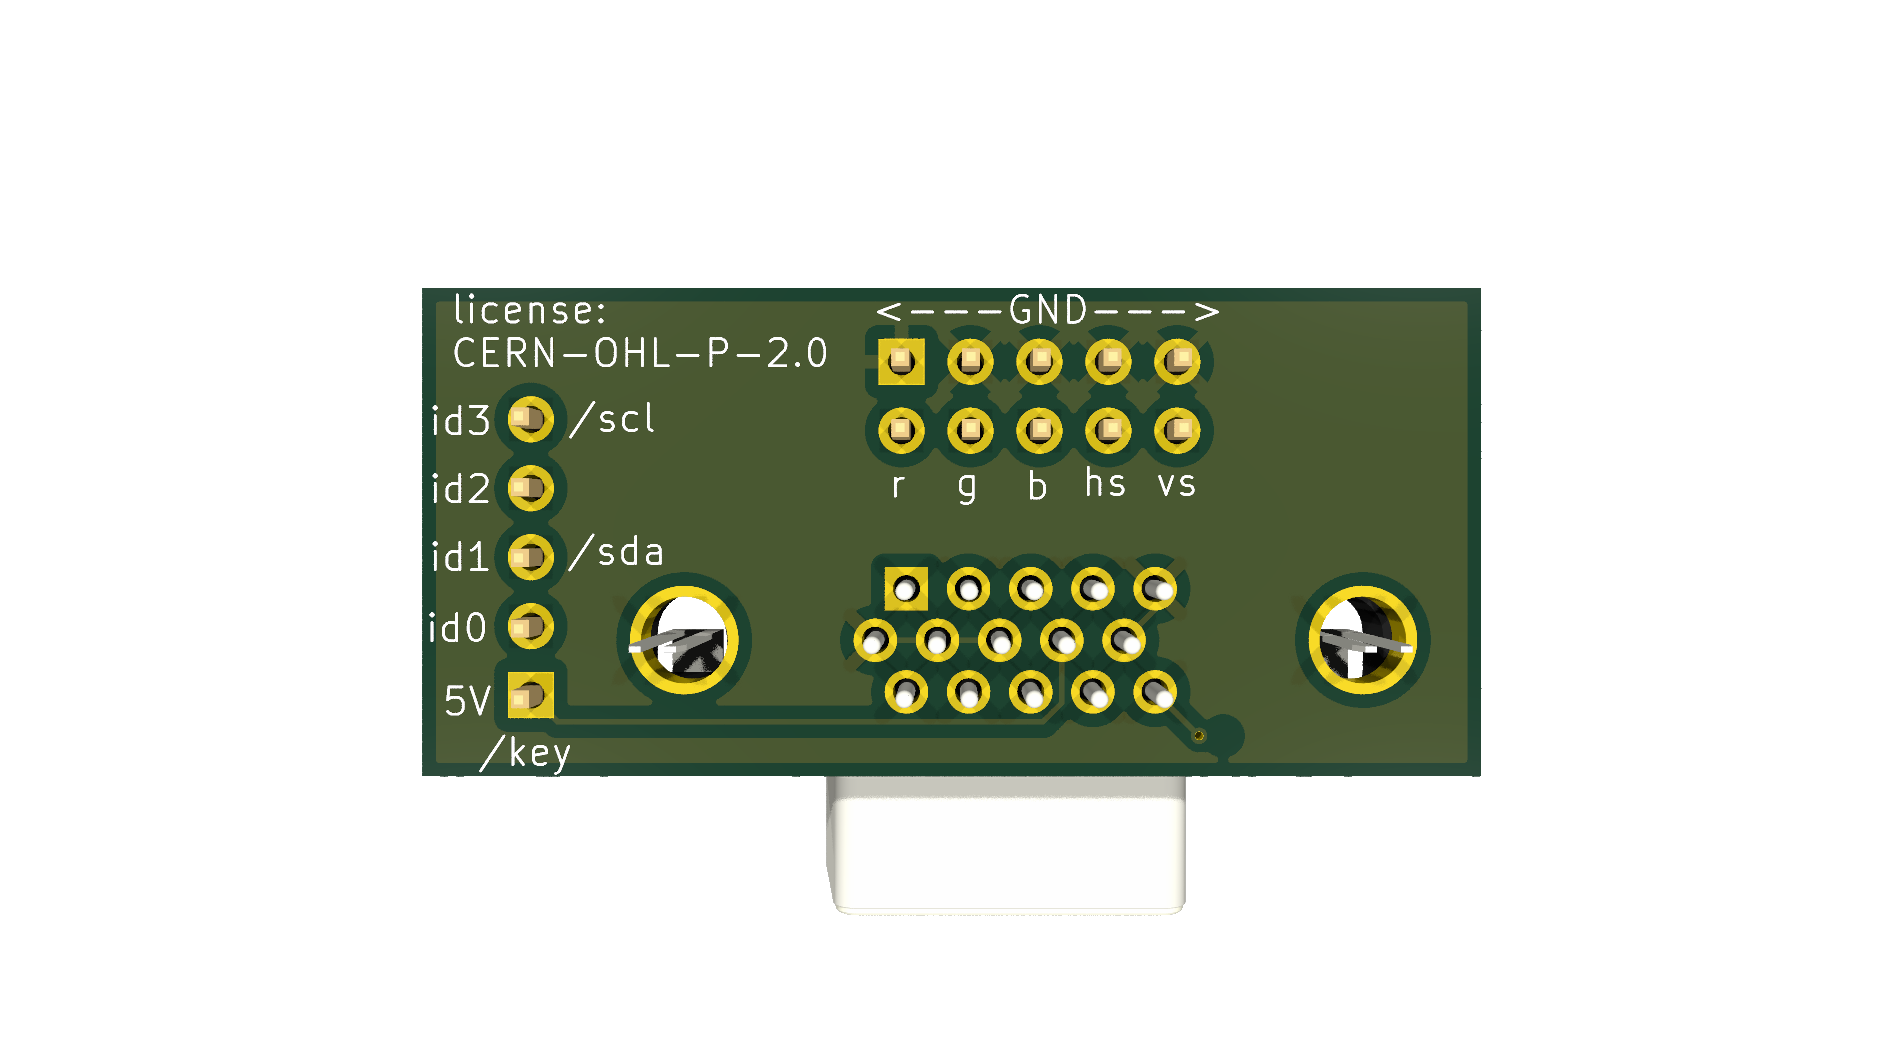 license:
CERN-OHL-P-2.0
<---GND--->
id3 /scl
id2
id1 /sda
id0
5V
/key
r g b hs vs